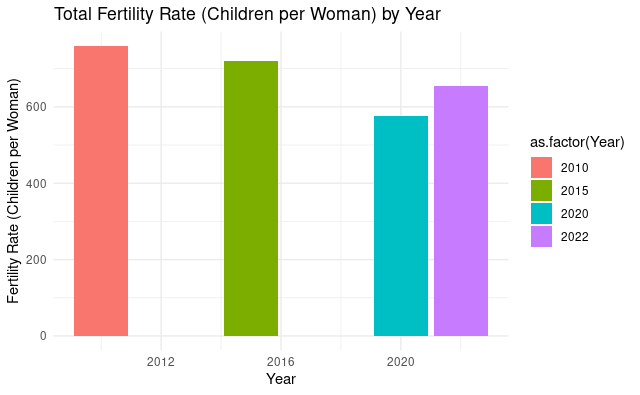 Total Fertility Rate (Children per Woman) by Year
Fertility Rate (Children per Woman)
600
400
200
0
2012
2016
2020
Year
as.factor(Year)
2010
2015
2020
2022